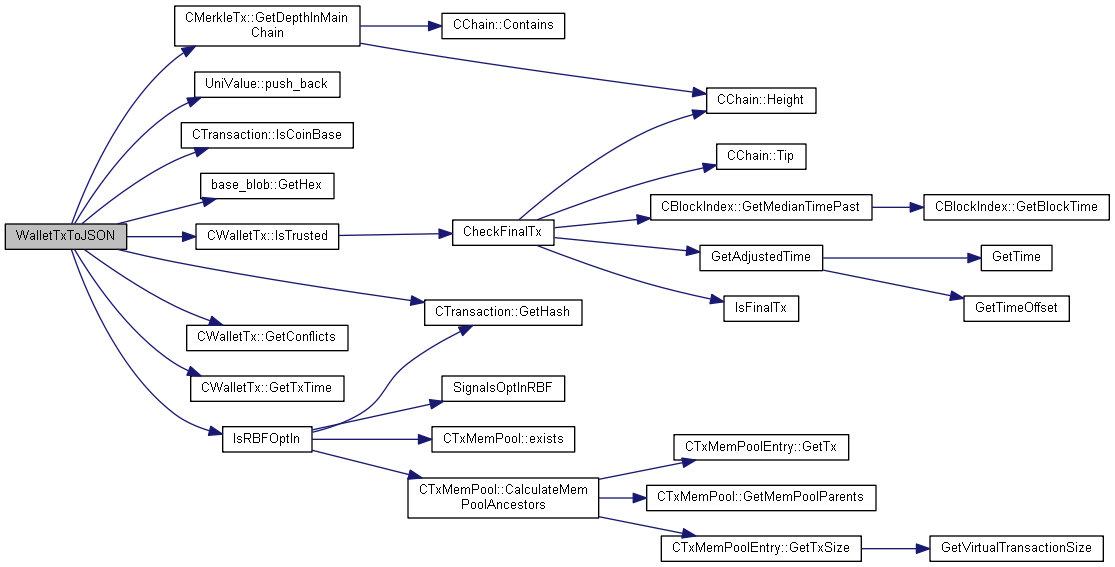 CMerkleTx::GetDepthInMain
Chain
CChain::Contains
UniValue::push_back
CChain::Height
CTransaction::IsCoinBase
CChain::Tip
base_blob::GetHex
CBlockIndex::GetMedianTimePast
CBlockIndex::GetBlockTime
WalletTxToJSON
CWalletTx::IsTrusted
CheckFinalTx
GetAdjustedTime
GetTime
CTransaction::GetHash
IsFinalTx
GetTimeOffset
CWalletTx::GetConflicts
CWalletTx::GetTxTime
SignalsOptInRBF
IsRBFOptIn
CTxMemPool::exists
CTxMemPoolEntry::GetTx
CTxMemPool::CalculateMem
PoolAncestors
CTxMemPool::GetMemPoolParents
CTxMemPoolEntry::GetTxSize
GetVirtualTransactionSize